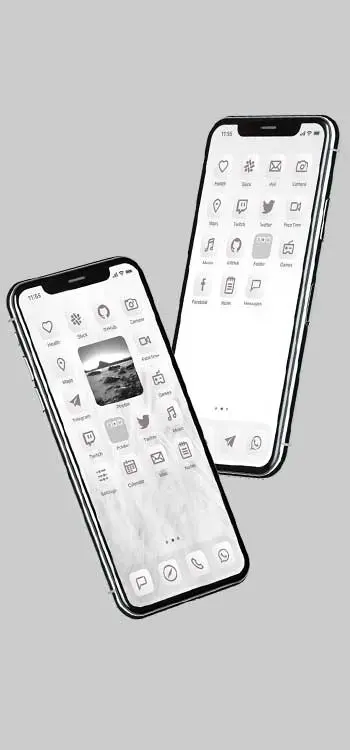 11:55
Health Slack Mail Camera
Maps Twitch Twitter FaceTime
Music GitHub Folder Games
Facebook Notes Messages
11:55
Health Slack GitHub Camera
Maps FaceTime
Telegram Photos Games
Twitch Folder Twitter Music
Settings Calendar Mail Notes